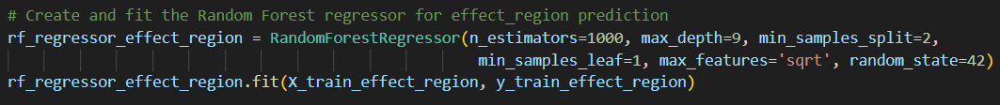 # Create and fit the Random Forest regressor for effect_region prediction
rf_regressor_effect_region = RandomForestRegressor(n_estimators=1000, max_depth=9, min_samples_split=2,
min_samples_leaf=1, max_features='sqrt', random_state=42)
rf_regressor_effect_region.fit(X_train_effect_region, y_train_effect_region)